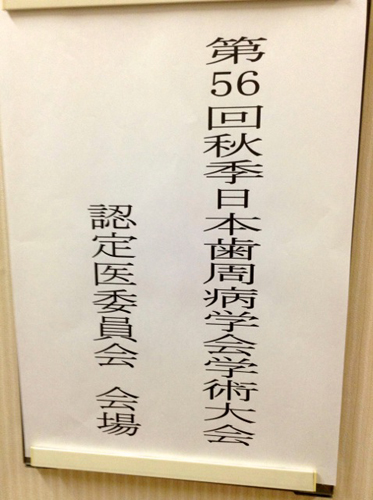 第56回秋季日本歯周病学会学術大会
認定医委員会 会場